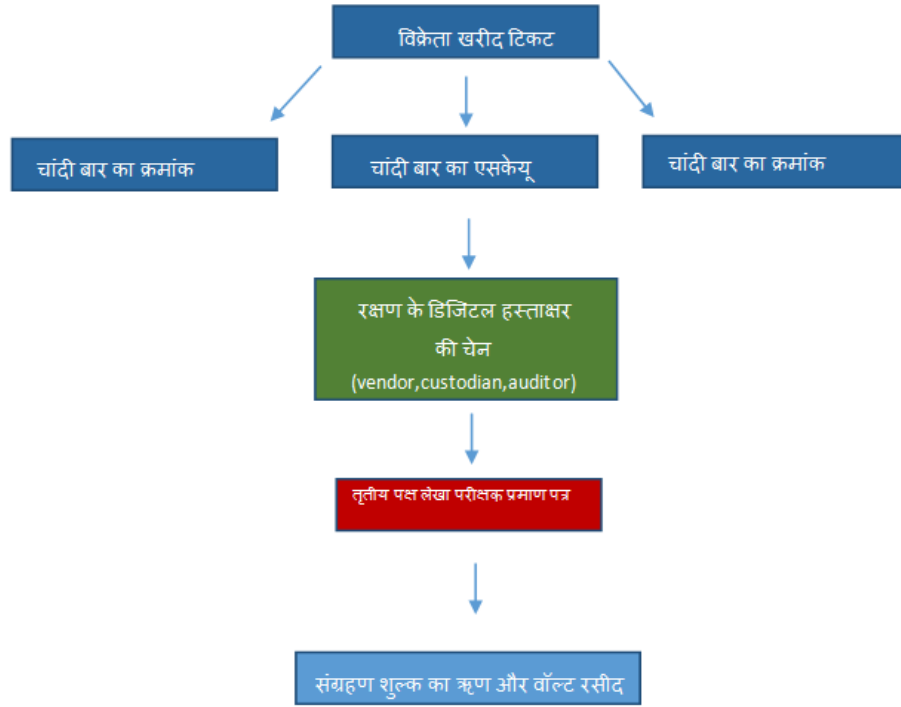 विक्रेता खरीद टिकट
चांदी बार का क्रमांक
चांदी बार का एसकेयू
चांदी बार का क्रमांक
रक्षण के डिजिटल हस्ताक्षर
की चेन
(vendor,custodian,auditor)
तृतीय पक्ष लेखा परीक्षक प्रमाण पत्र
संग्रहण शुल्क का ऋण और वॉल्ट रसीद